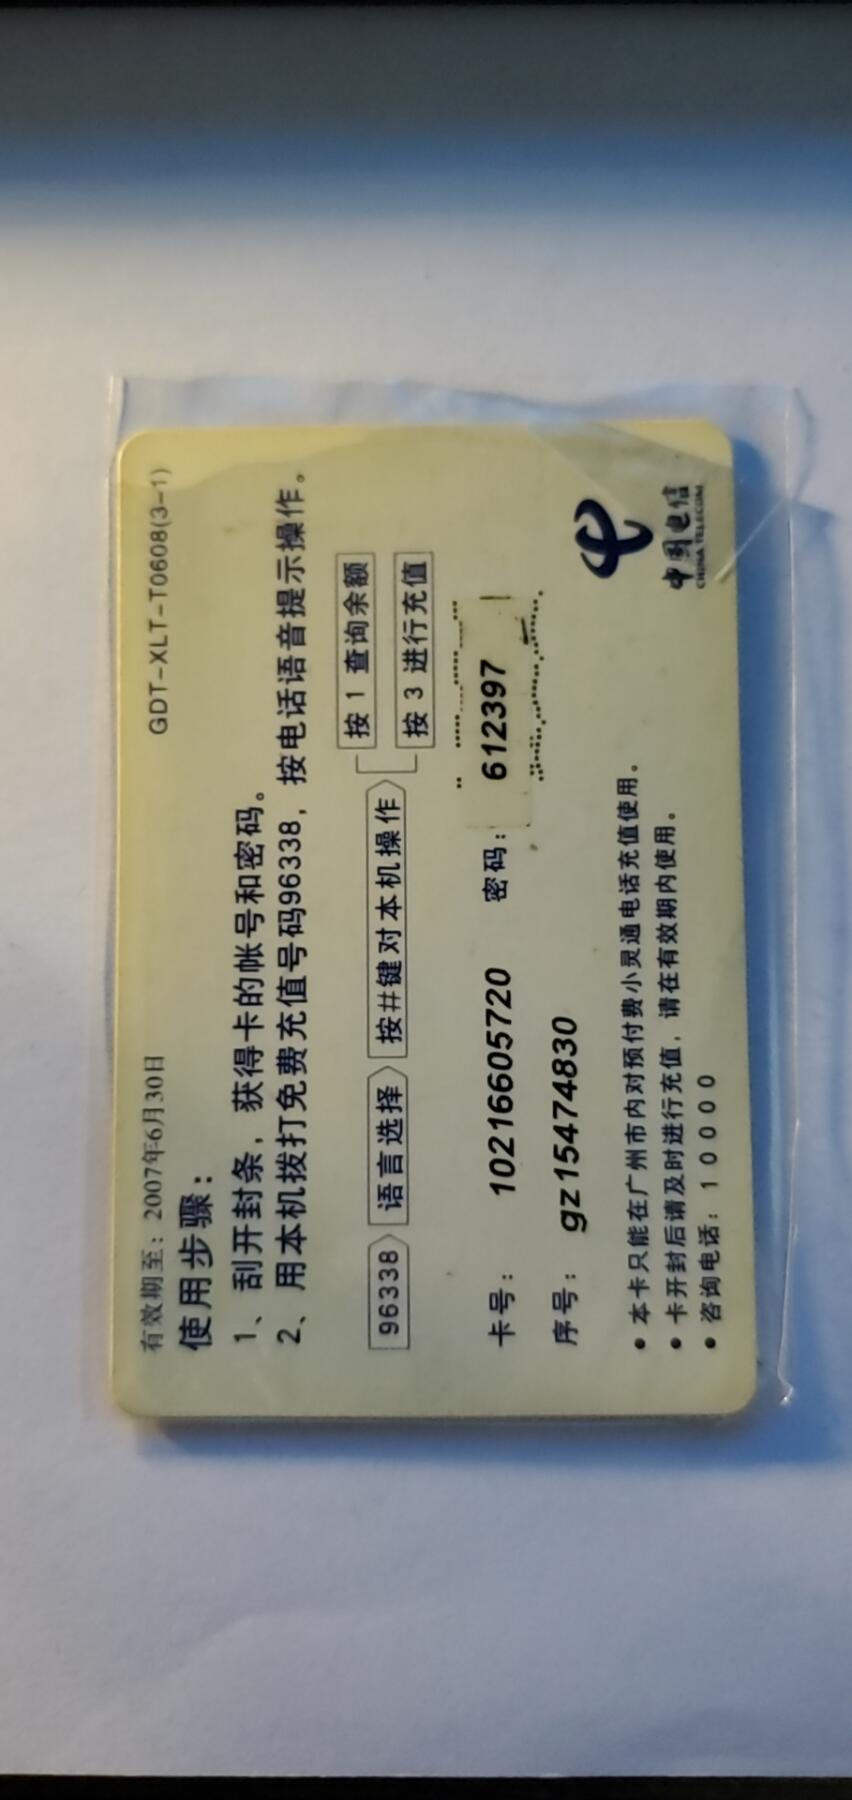 有效期至：2007年6月30日 GDT-XLT-T0608(3-1)
使用步骤：
1、刮开封条，获得卡的帐号和密码。
2、用本机拨打免费充值号码96338，按电话语音提示操作。
96338 语言选择 按#键对本机操作 按 1 查询余额
按 3 进行充值
卡号： 10216605720 密码： 612397
序号： gz15474830
• 本卡只能在广州市内对预付费小灵通电话充值使用。
• 卡开封后请及时进行充值，请在有效期内使用。
• 咨询电话：10000
中国电信
CHINA TELECOM